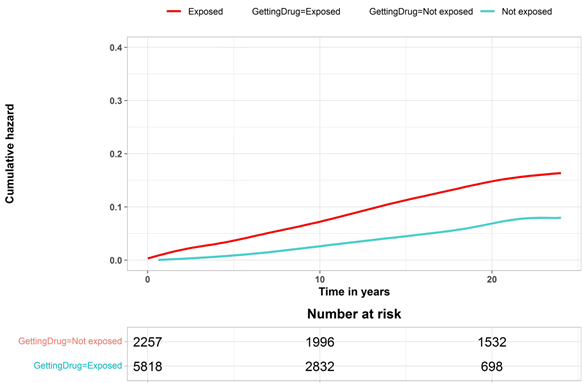 Exposed GettingDrug=Exposed GettingDrug=Not exposed Not exposed
Cumulative hazard
0.4
0.3
0.2
0.1
0.0
0 10 20
Time in years
Number at risk
GettingDrug=Not exposed 2257 1996 1532
GettingDrug=Exposed 5818 2832 698